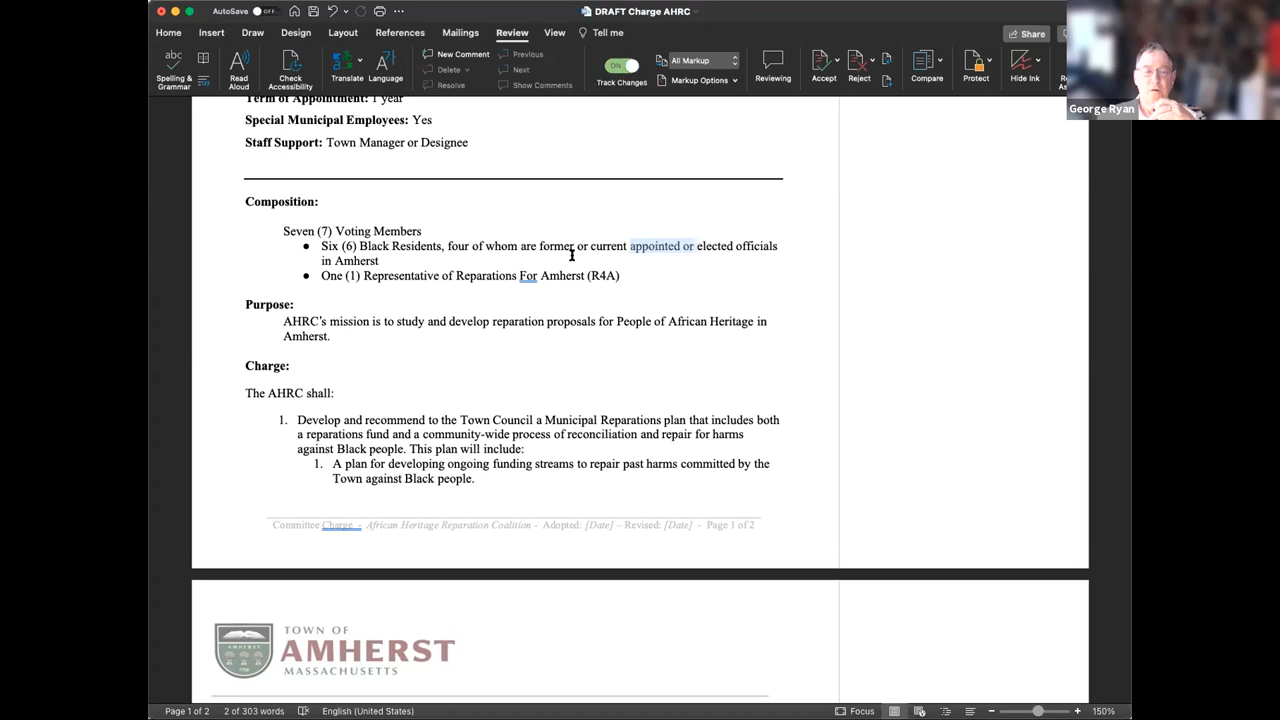 AutoSave OFF
DRAFT Charge AHRC
Home Insert Draw Design Layout References Mailings Review View Tell me Share
Spelling & Grammar
Read Aloud
Check Accessibility
Translate
Language
New Comment
Delete
Resolve
Previous
Next
Show Comments
ON
Track Changes
All Markup
Markup Options
Reviewing
Accept
Reject
Compare
Protect
Hide Ink
George Ryan
Term of Appointment: 1 year
Special Municipal Employees: Yes
Staff Support: Town Manager or Designee
Composition:
Seven (7) Voting Members
● Six (6) Black Residents, four of whom are former or current appointed or elected officials
in Amherst
● One (1) Representative of Reparations For Amherst (R4A)
Purpose:
AHRC's mission is to study and develop reparation proposals for People of African Heritage in
Amherst.
Charge:
The AHRC shall:
1. Develop and recommend to the Town Council a Municipal Reparations plan that includes both
a reparations fund and a community-wide process of reconciliation and repair for harms
against Black people. This plan will include:
1. A plan for developing ongoing funding streams to repair past harms committed by the
Town against Black people.
Committee Charge - African Heritage Reparation Coalition - Adopted: [Date] – Revised: [Date] - Page 1 of 2
TOWN OF
AMHERST
MASSACHUSETTS
Page 1 of 2 2 of 303 words English (United States) Focus 150%